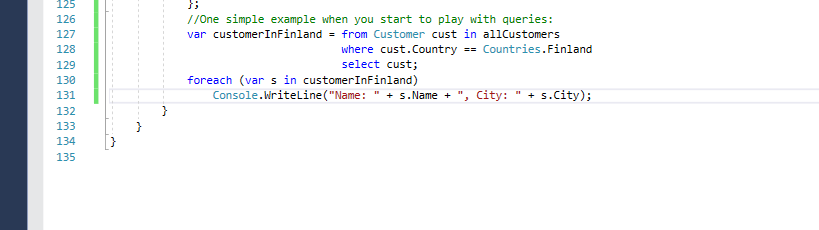 125 };
126 //One simple example when you start to play with queries:
127 var customerInFinland = from Customer cust in allCustomers
128 where cust.Country == Countries.Finland
129 select cust;
130 foreach (var s in customerInFinland)
131 Console.WriteLine("Name: " + s.Name + ", City: " + s.City);
132 }
133 }
134 }
135